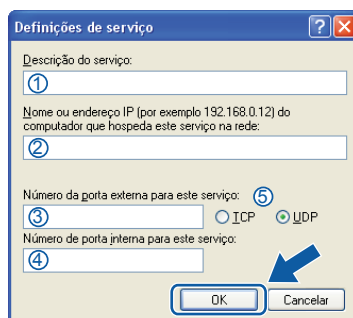 Definições de serviço
Descrição do serviço:
①
Nome ou endereço IP (por exemplo 192.168.0.12) do
computador que hospeda este serviço na rede:
②
Número da porta externa para este serviço: ⑤
③ TCP UDP
Número de porta interna para este serviço:
④
OK Cancelar